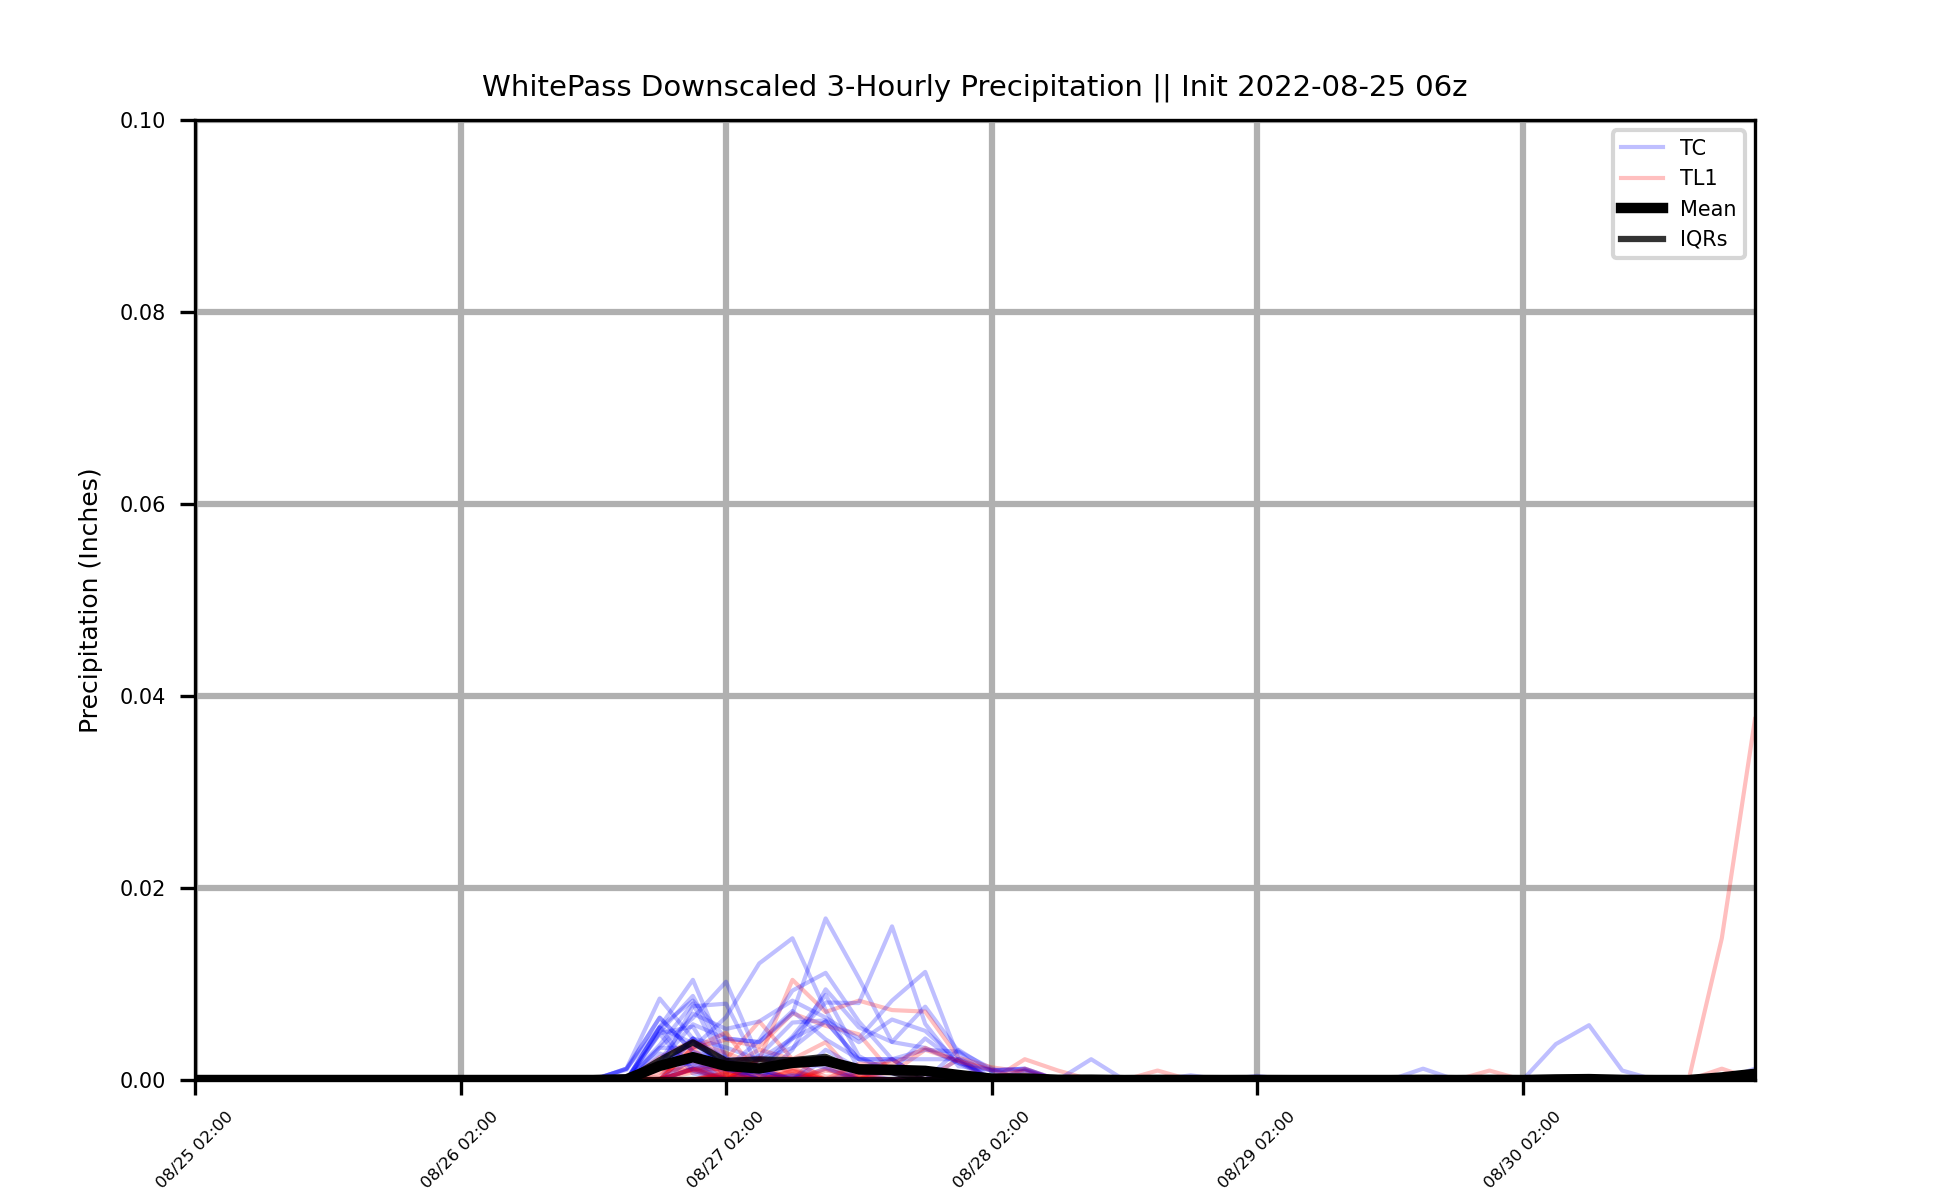 WhitePass Downscaled 3-Hourly Precipitation || Init 2022-08-25 06z
Precipitation (Inches)
0.10
0.08
0.06
0.04
0.02
0.00
TC
TL1
Mean
IQRs
08/25 02:00
08/26 02:00
08/27 02:00
08/28 02:00
08/29 02:00
08/30 02:00